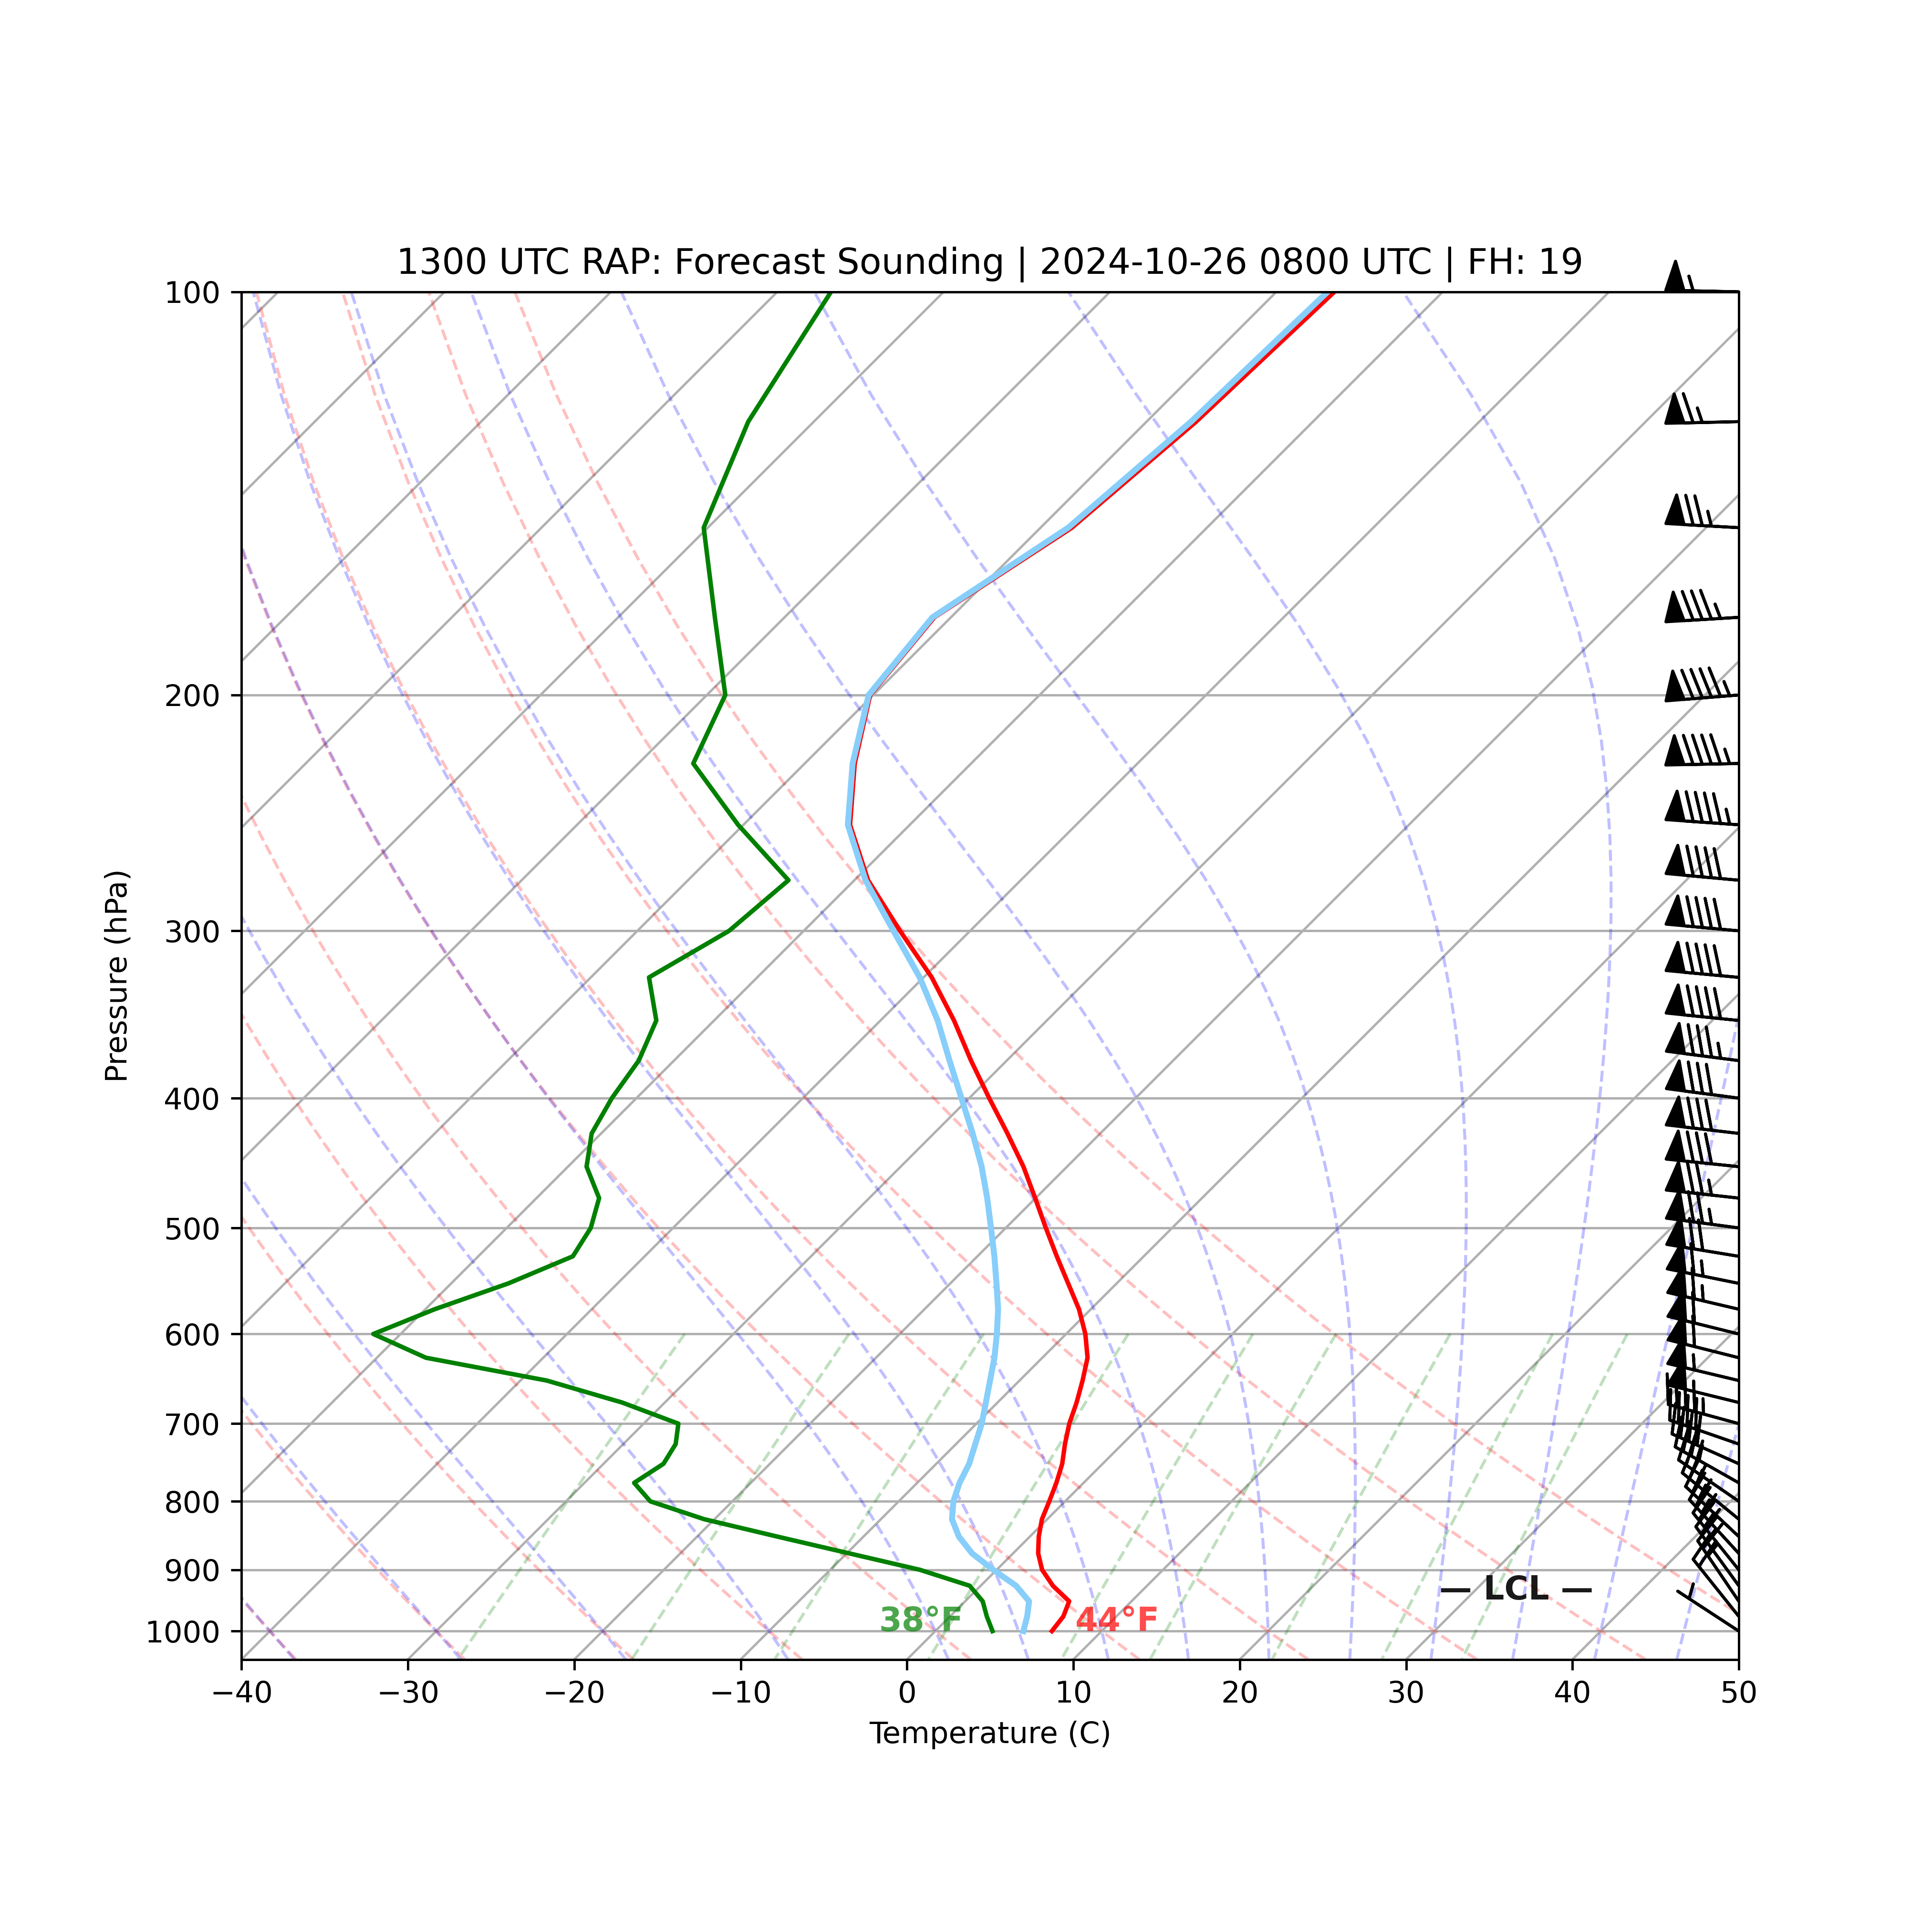 1300 UTC RAP: Forecast Sounding | 2024-10-26 0800 UTC | FH: 19
100
200
300
400
500
600
700
800
900
1000
Pressure (hPa)
— LCL —
38°F
44°F
−40 −30 −20 −10 0 10 20 30 40 50
Temperature (C)